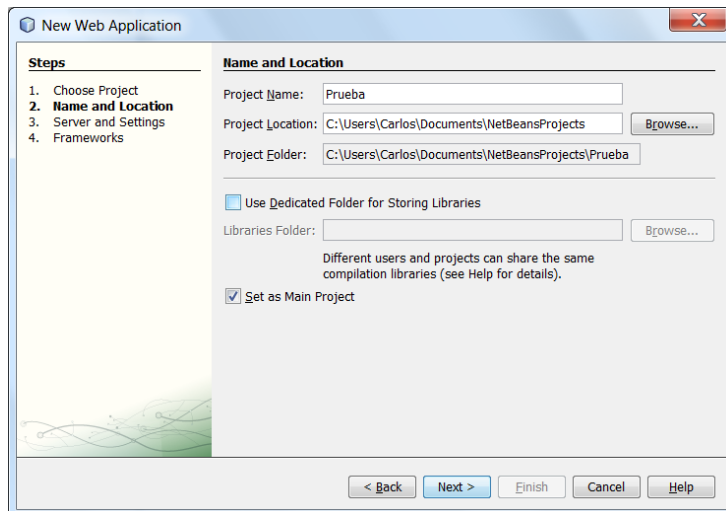 New Web Application
Steps
1. Choose Project
2. Name and Location
3. Server and Settings
4. Frameworks
Name and Location
Project Name: Prueba
Project Location: C:\Users\Carlos\Documents\NetBeansProjects Browse...
Project Folder: C:\Users\Carlos\Documents\NetBeansProjects\Prueba
Use Dedicated Folder for Storing Libraries
Libraries Folder: Browse...
Different users and projects can share the same
compilation libraries (see Help for details).
Set as Main Project
< Back Next > Finish Cancel Help